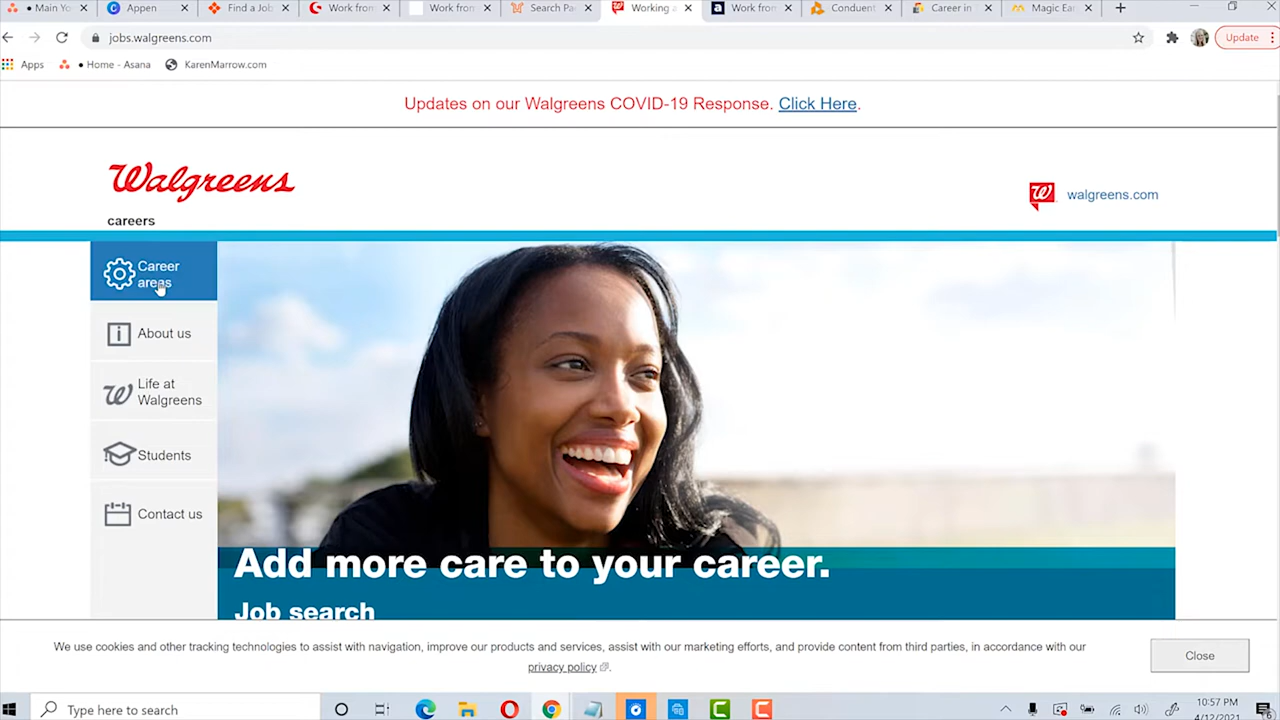 Main Yo
Appen
Find a Job
Work from
Work from
Search Pa
Working a
Work from
Conduent
Career in
Magic Ear
jobs.walgreens.com
Update
Apps
Home - Asana
KarenMarrow.com
Updates on our Walgreens COVID-19 Response. Click Here.
Walgreens
walgreens.com
careers
Career
areas
About us
Life at
Walgreens
Students
Contact us
Add more care to your career.
Job search
We use cookies and other tracking technologies to assist with navigation, improve our products and services, assist with our marketing efforts, and provide content from third parties, in accordance with our
privacy policy.
Close
Type here to search
10:57 PM